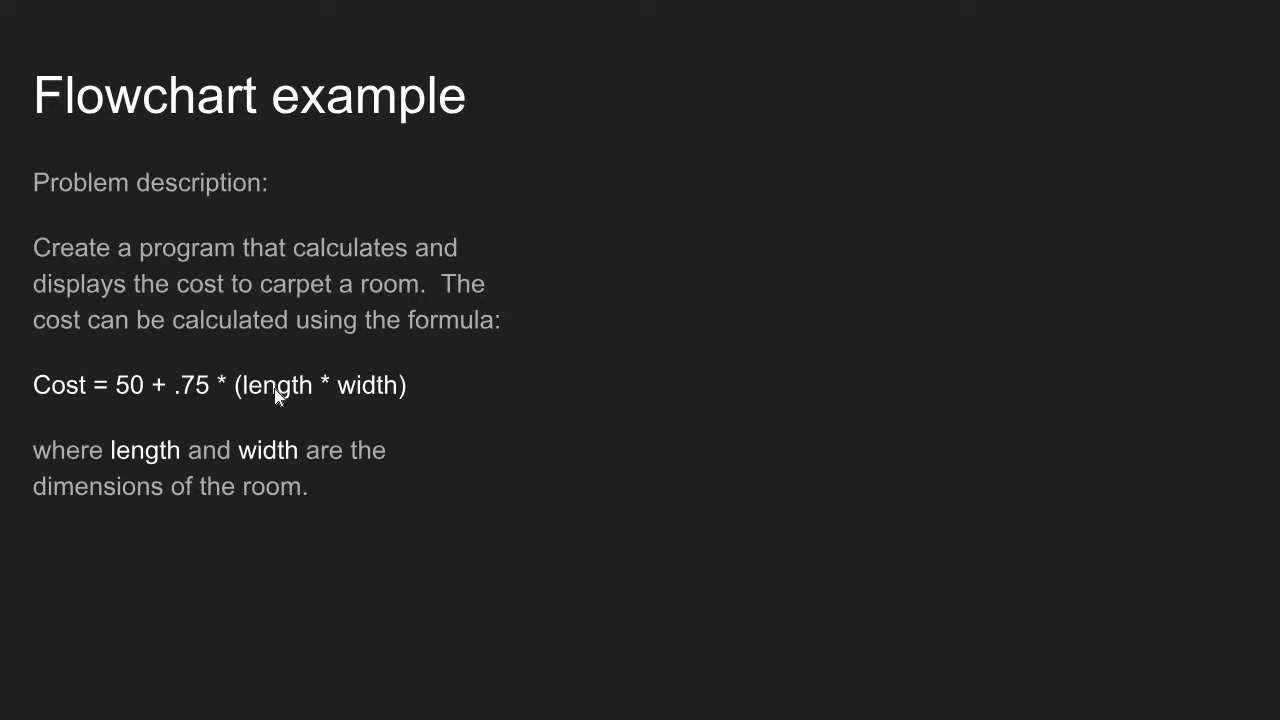 Flowchart example
Problem description:
Create a program that calculates and
displays the cost to carpet a room.  The
cost can be calculated using the formula:
Cost = 50 + .75 * (length * width)
where length and width are the
dimensions of the room.